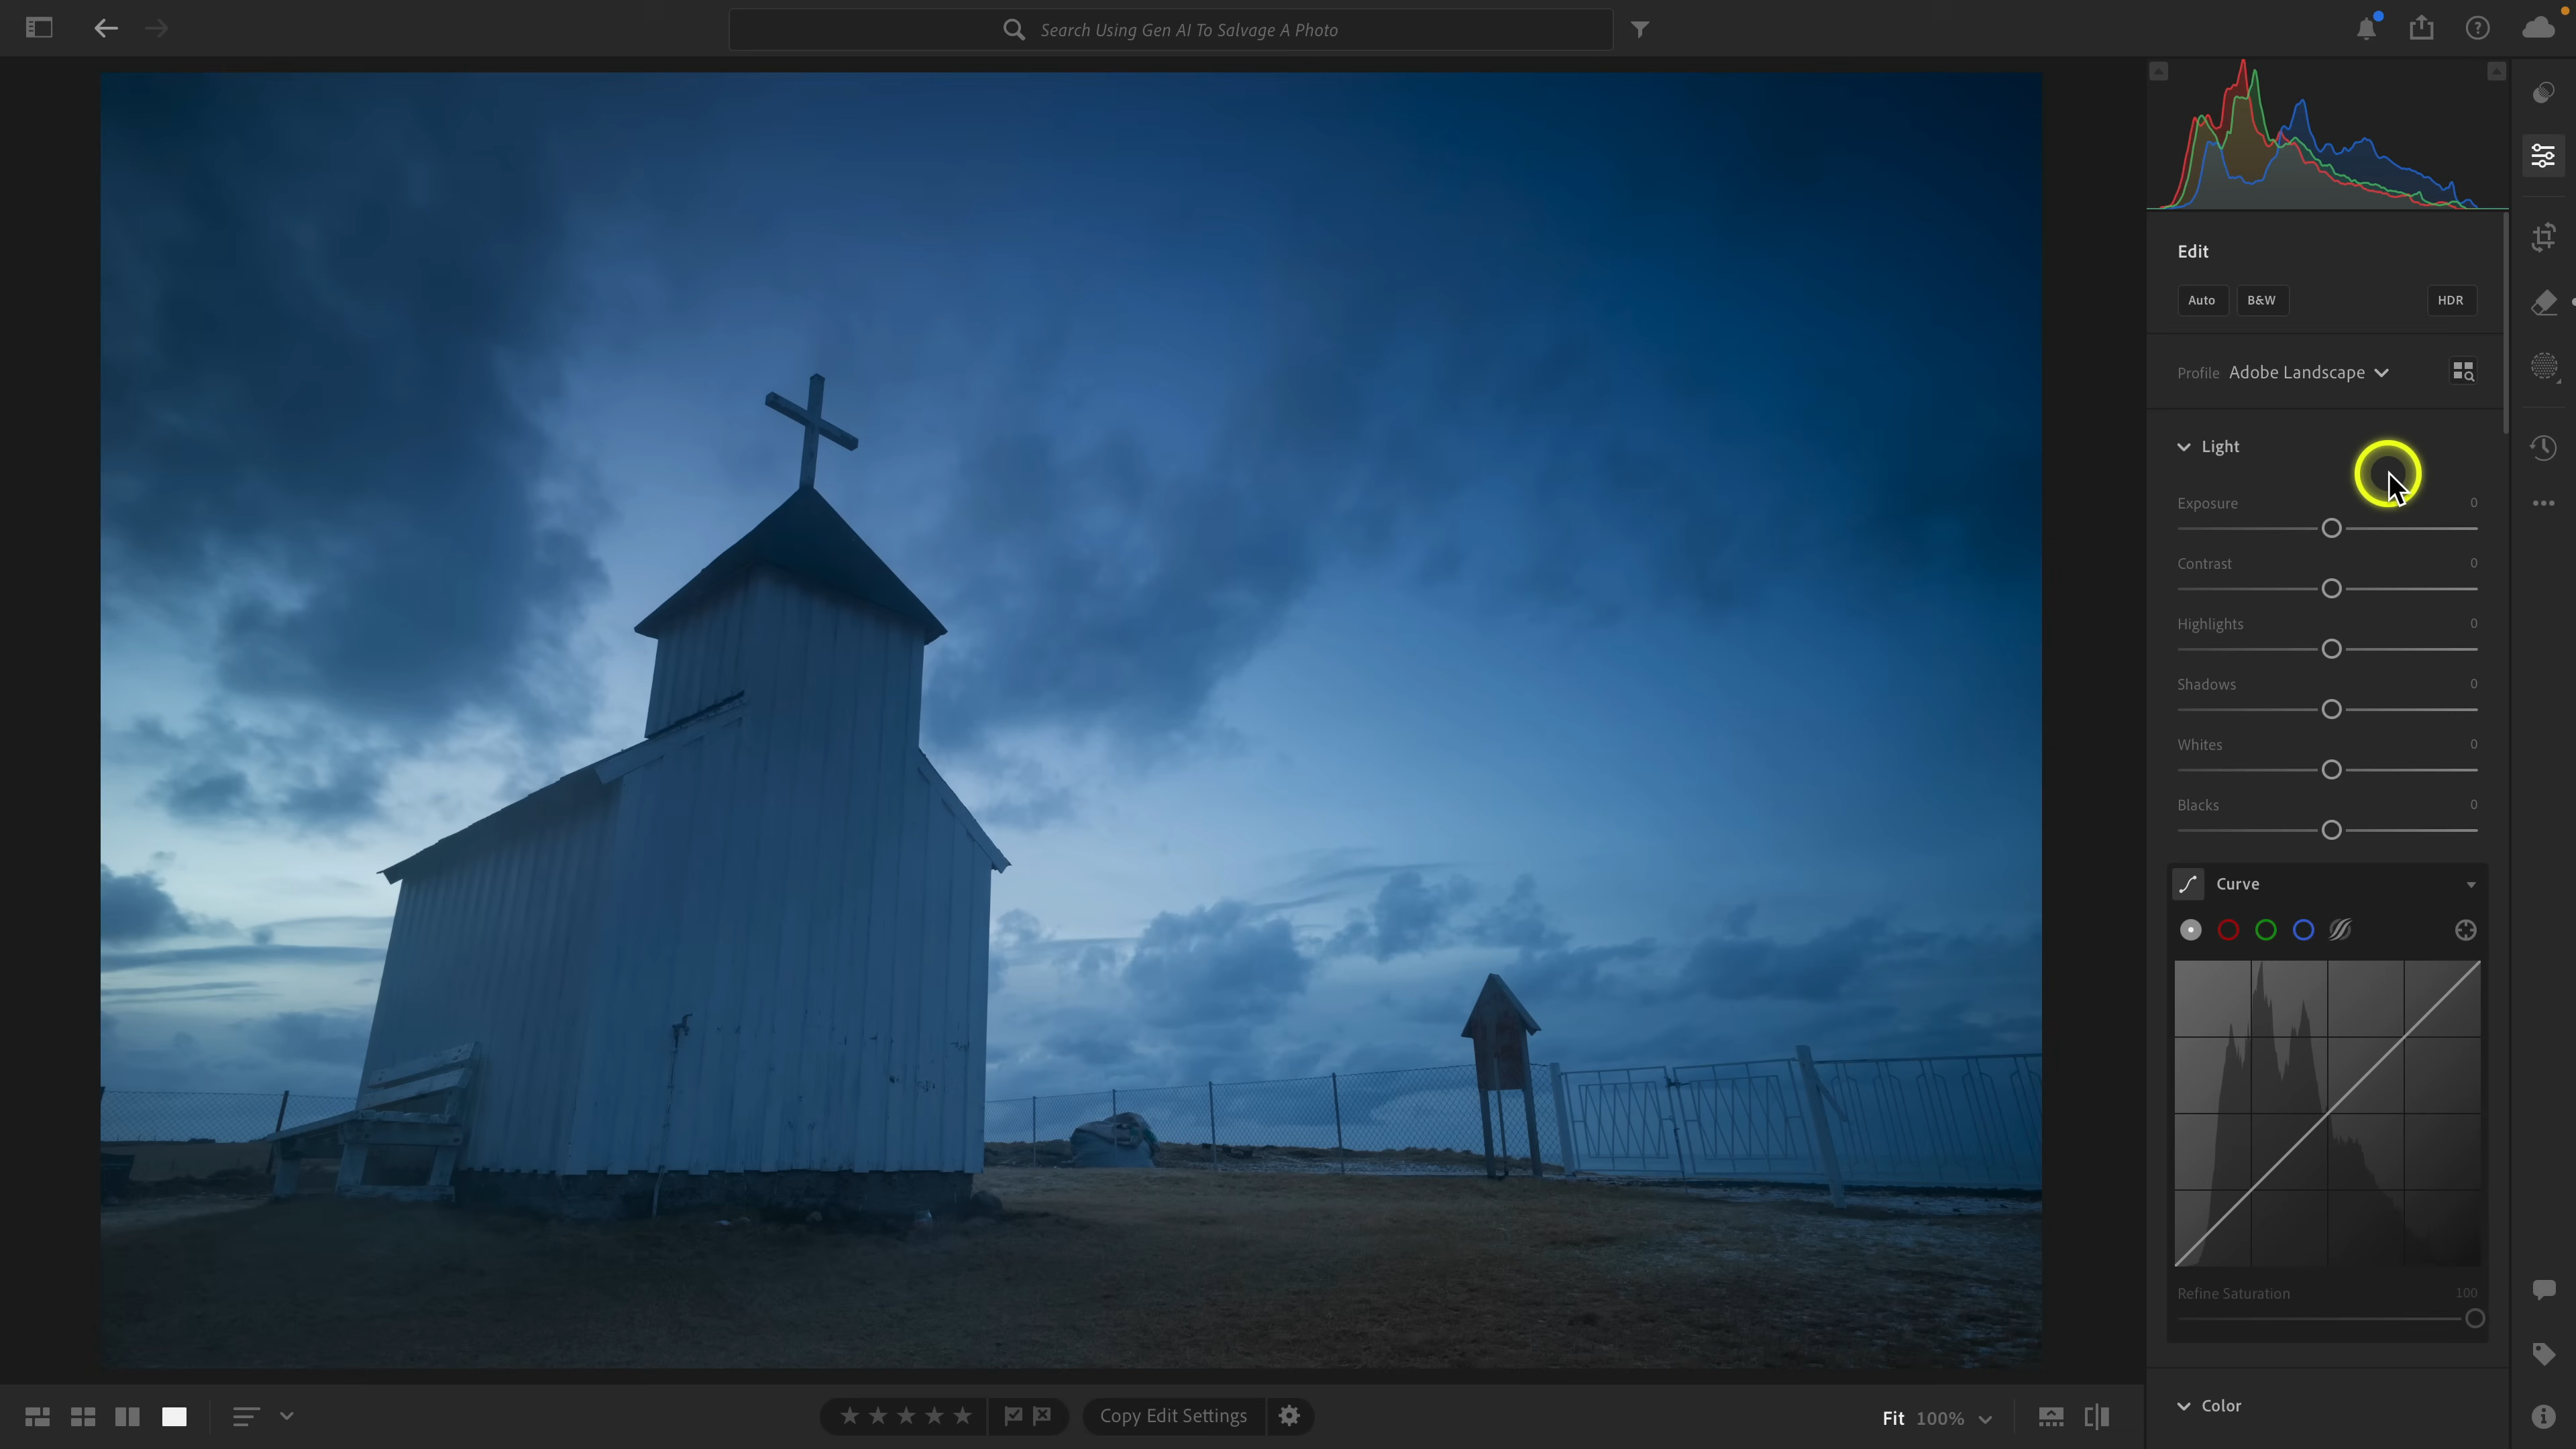 Search Using Gen AI To Salvage A Photo
Edit
Auto B&W HDR
Profile Adobe Landscape
Light
Exposure 0
Contrast 0
Highlights 0
Shadows 0
Whites 0
Blacks 0
Curve
Refine Saturation 100
Color
Copy Edit Settings
Fit 100%